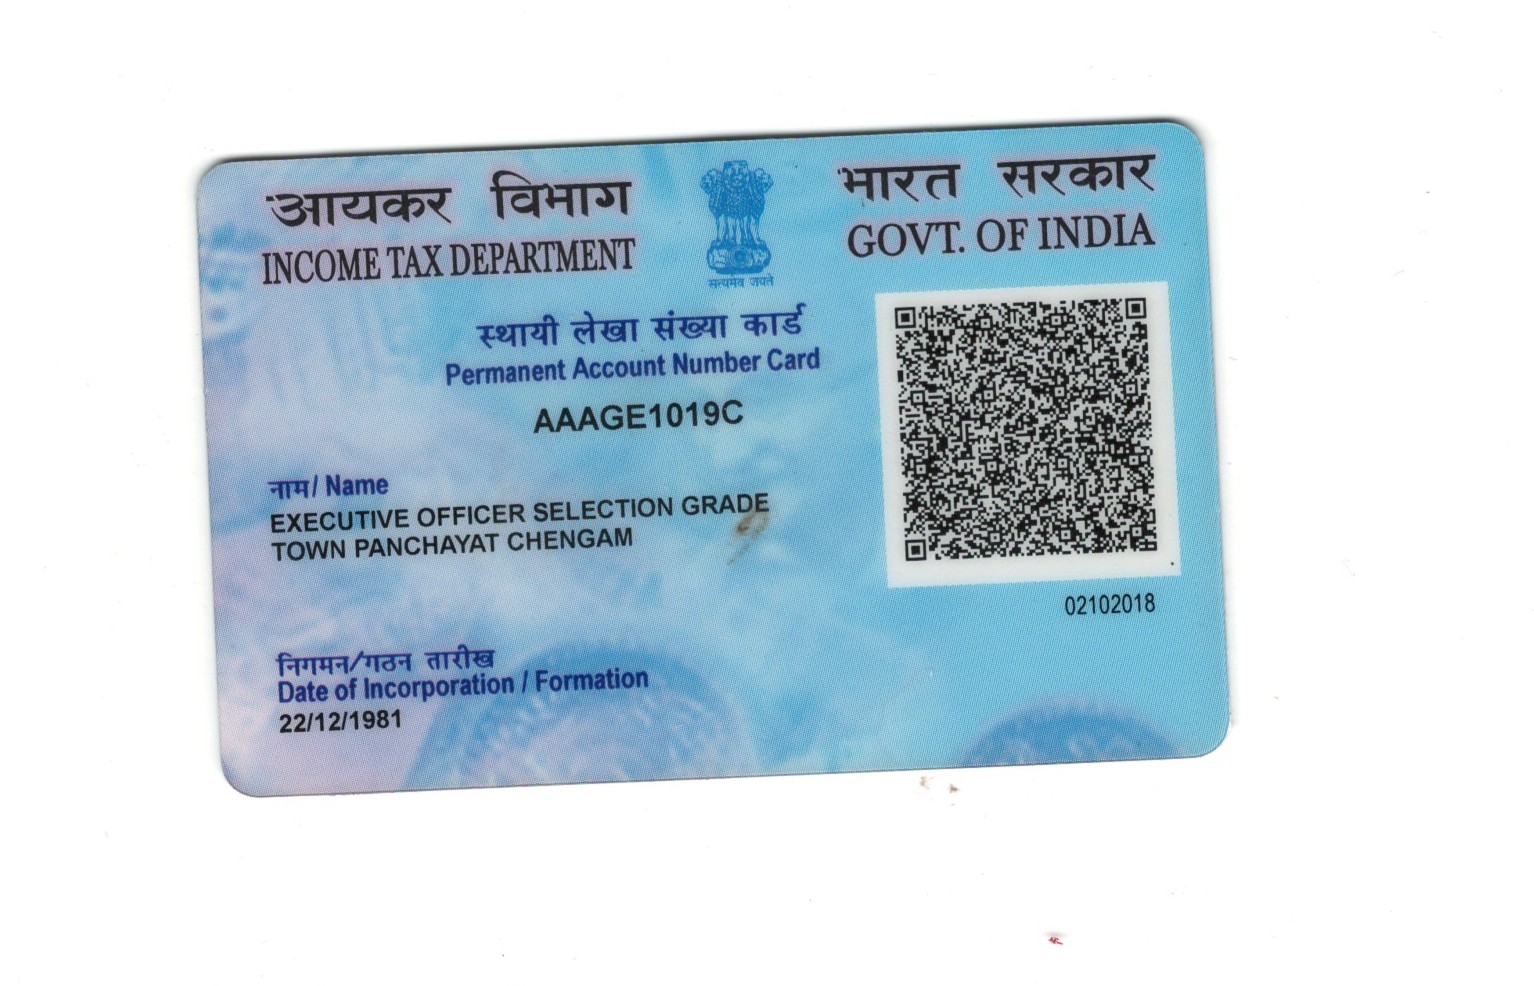 आयकर विभाग
INCOME TAX DEPARTMENT
सत्यमेव जयते
भारत सरकार
GOVT. OF INDIA
स्थायी लेखा संख्या कार्ड
Permanent Account Number Card
AAAGE1019C
नाम/ Name
EXECUTIVE OFFICER SELECTION GRADE
TOWN PANCHAYAT CHENGAM
02102018
निगमन/गठन तारीख
Date of Incorporation / Formation
22/12/1981